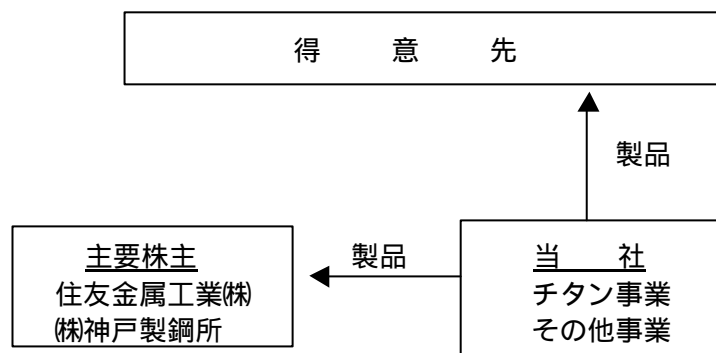 得　意　先
製品
主要株主
住友金属工業㈱
㈱神戸製鋼所
製品
当　社
チタン事業
その他事業